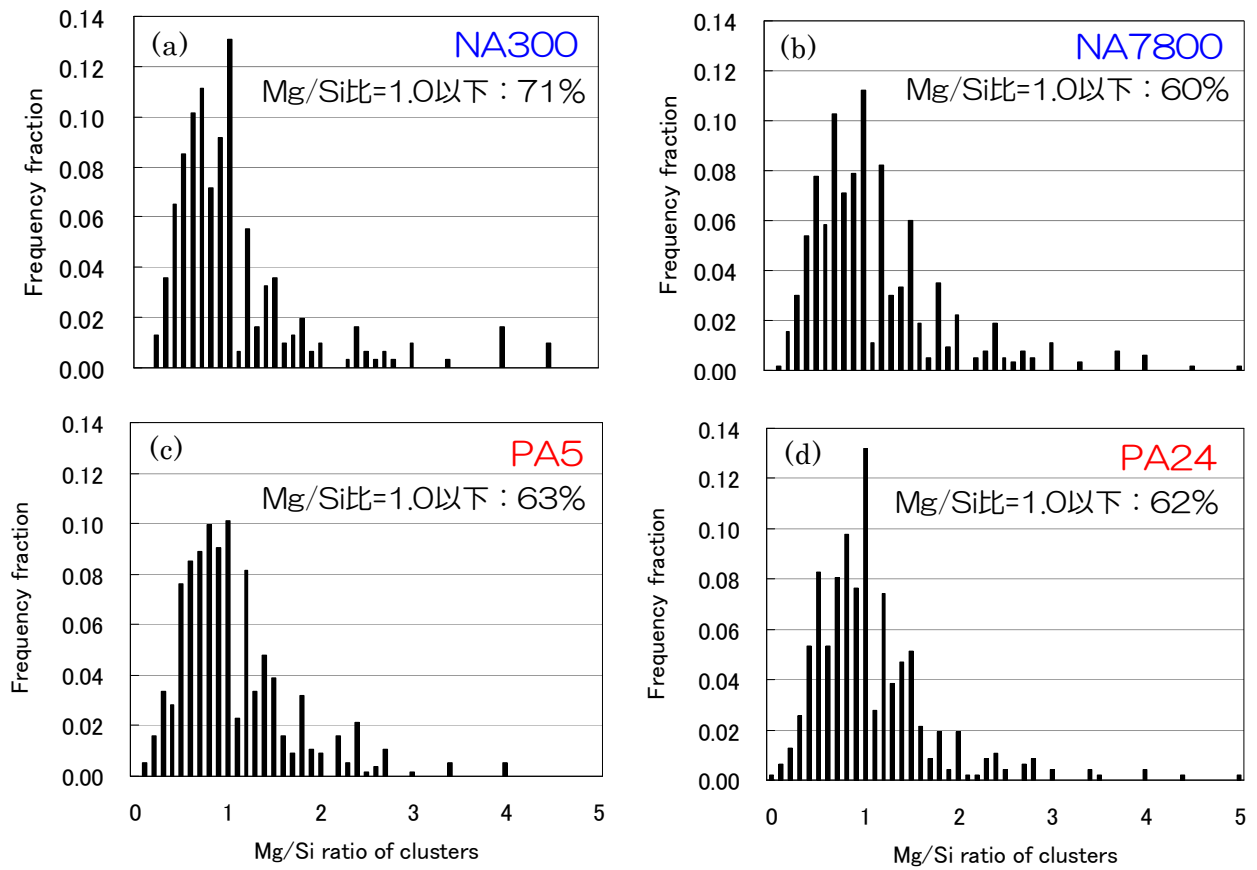 (a)
NA300
Mg/Si比=1.0以下：71%
Frequency fraction
0.14
0.12
0.10
0.08
0.06
0.04
0.02
0.00
0 1 2 3 4 5
(b)
NA7800
Mg/Si比=1.0以下：60%
Frequency fraction
0.14
0.12
0.10
0.08
0.06
0.04
0.02
0.00
(c)
PA5
Mg/Si比=1.0以下：63%
Frequency fraction
0.14
0.12
0.10
0.08
0.06
0.04
0.02
0.00
0 1 2 3 4 5
Mg/Si ratio of clusters
(d)
PA24
Mg/Si比=1.0以下：62%
Frequency fraction
0.14
0.12
0.10
0.08
0.06
0.04
0.02
0.00
0 1 2 3 4 5
Mg/Si ratio of clusters